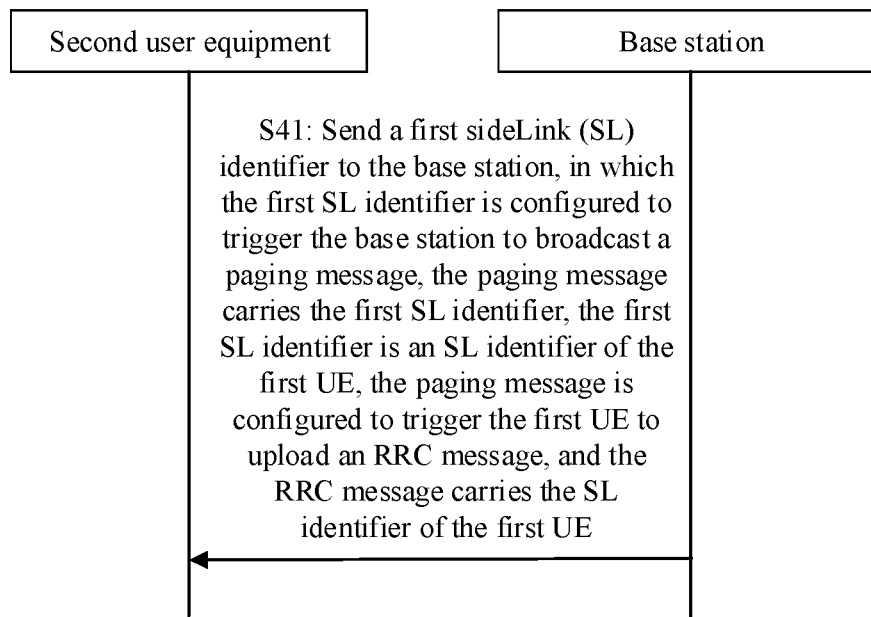 Second user equipment
Base station
S41: Send a first sideLink (SL)
identifier to the base station, in which
the first SL identifier is configured to
trigger the base station to broadcast a
paging message, the paging message
carries the first SL identifier, the first
SL identifier is an SL identifier of the
first UE, the paging message is
configured to trigger the first UE to
upload an RRC message, and the
RRC message carries the SL
identifier of the first UE